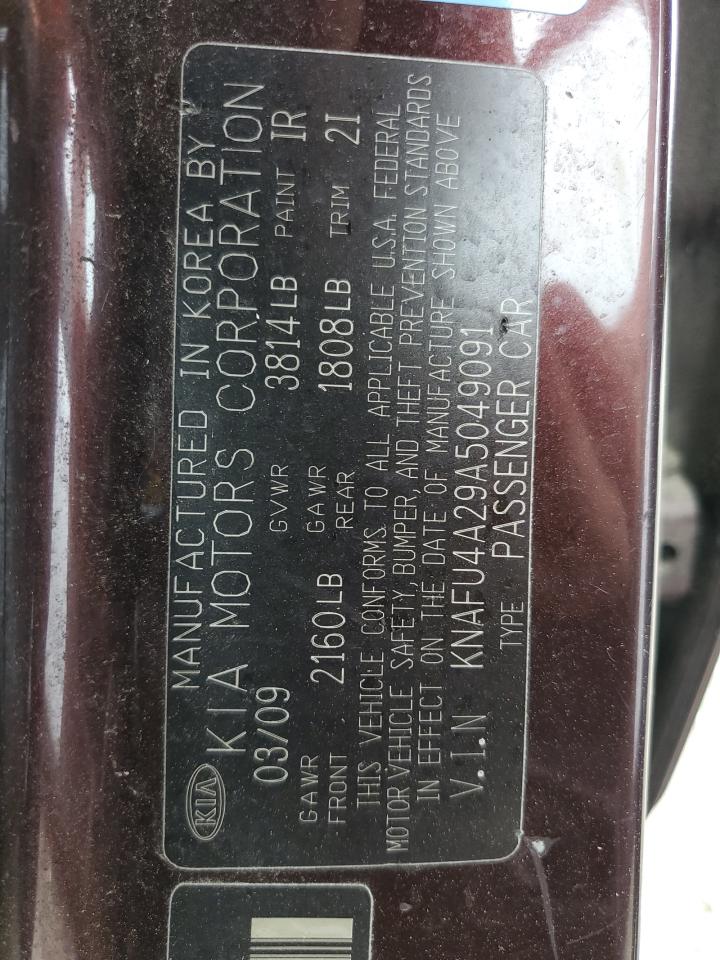 KIA
MANUFACTURED IN KOREA BY
KIA MOTORS CORPORATION
03/09 GVWR 3814LB PAINT IR
GAWR FRONT 2160LB GAWR REAR 1808LB TRIM 2I
THIS VEHICLE CONFORMS TO ALL APPLICABLE U.S.A. FEDERAL
MOTOR VEHICLE SAFETY, BUMPER, AND THEFT PREVENTION STANDARDS
IN EFFECT ON THE DATE OF MANUFACTURE SHOWN ABOVE
V.I.N KNAFU4A29A5049091
TYPE PASSENGER CAR